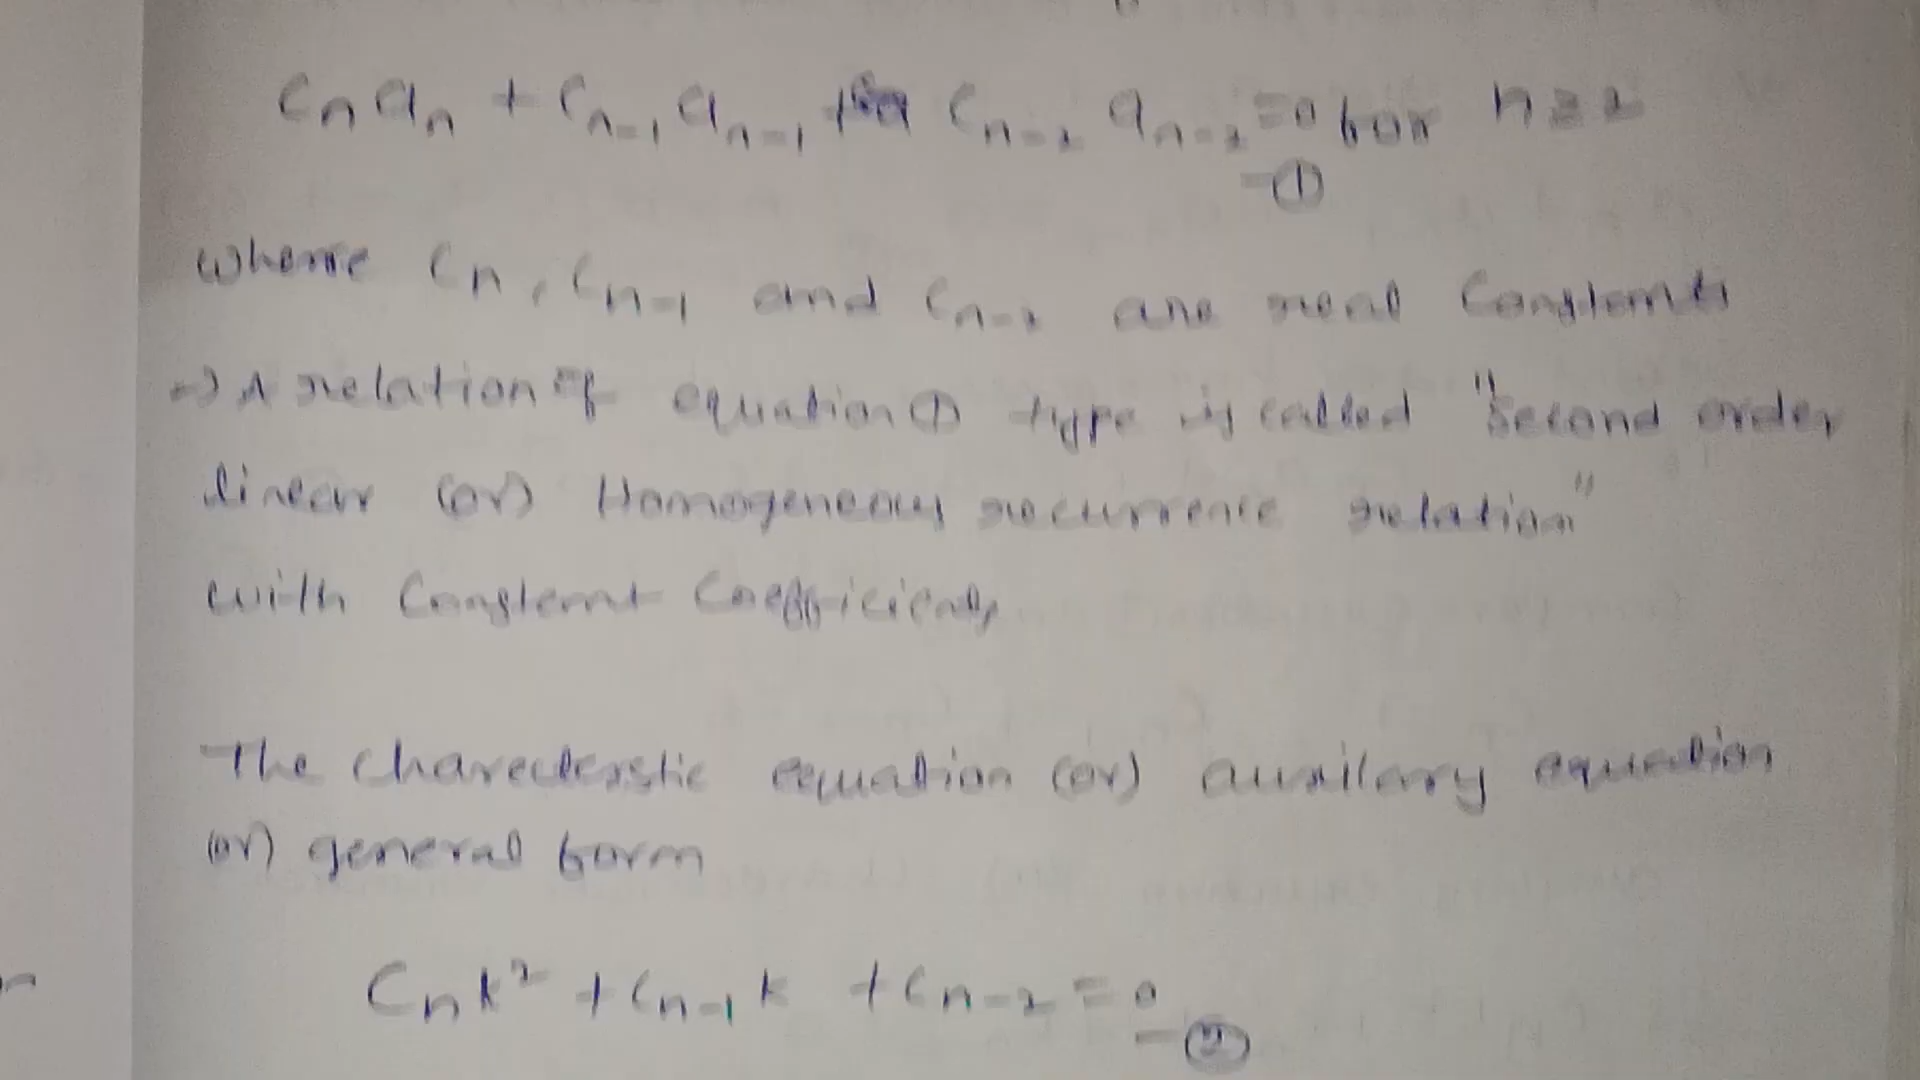 Cn an + Cn-1 an-1 + Cn-2 an-2 = 0 for n ≥ 2
-①
where Cn, Cn-1 and Cn-2 are real Constants
→ A relation of equation ① type is called "Second order
linear (or) Homogeneous recurrence relation"
with Constant Coefficients
The charecterstic equation (or) auxilary equation
(or) general form
Cn k² + Cn-1 k + Cn-2 = 0
-②